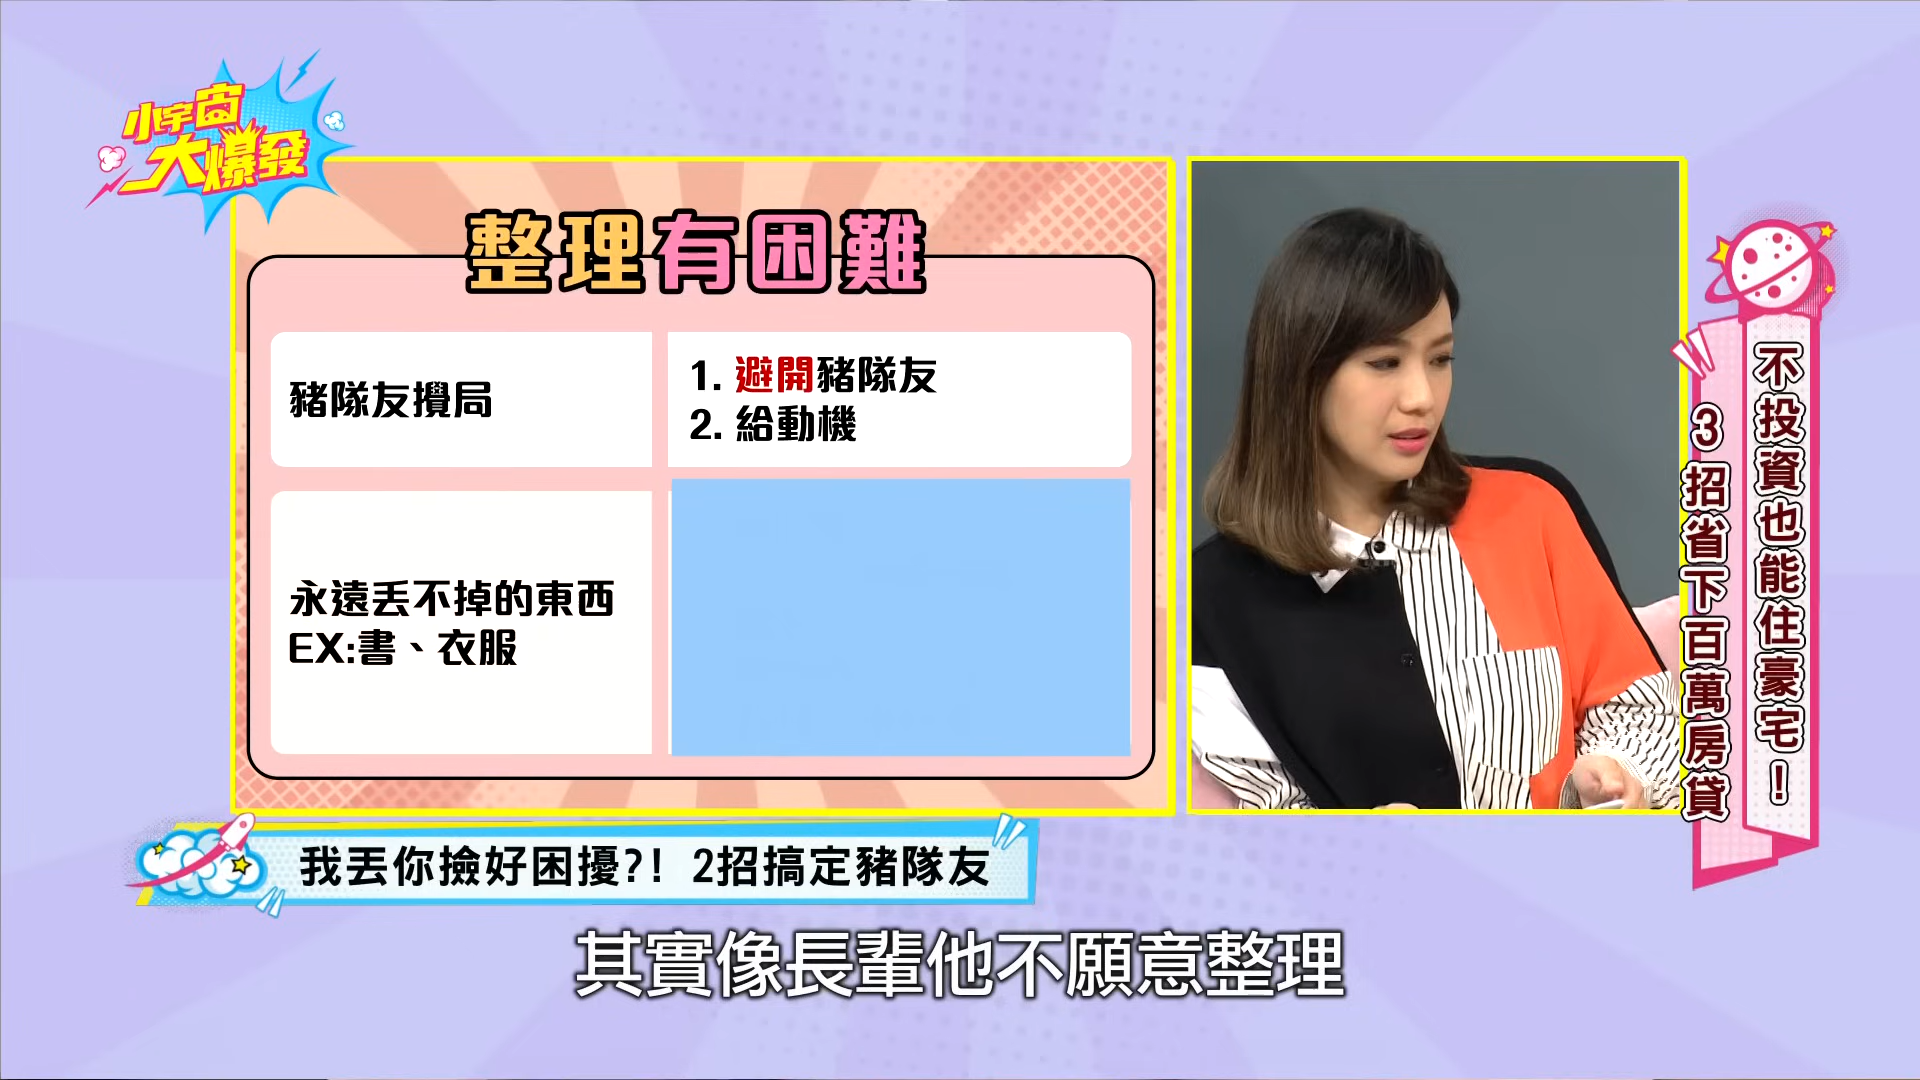 小宇宙
大爆發
整理有困難
豬隊友攪局
1. 避開豬隊友
2. 給動機
永遠丟不掉的東西
EX:書、衣服
不投資也能住豪宅！
3招省下百萬房貸
我丟你撿好困擾?! 2招搞定豬隊友
其實像長輩他不願意整理